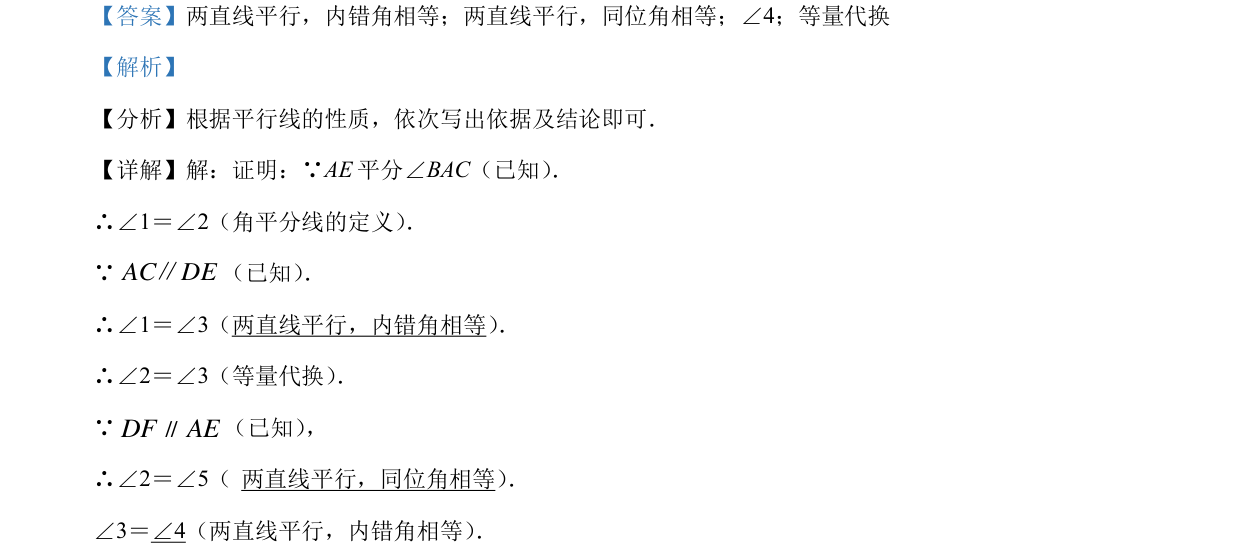 【答案】两直线平行，内错角相等；两直线平行，同位角相等；∠4；等量代换
【解析】
【分析】根据平行线的性质，依次写出依据及结论即可．
【详解】解：证明：∵AE平分∠BAC（已知）．
∴∠1＝∠2（角平分线的定义）．
∵ AC∥DE （已知）．
∴∠1＝∠3（两直线平行，内错角相等）．
∴∠2＝∠3（等量代换）．
∵ DF // AE （已知），
∴∠2＝∠5（ 两直线平行，同位角相等）．
∠3＝∠4（两直线平行，内错角相等）．